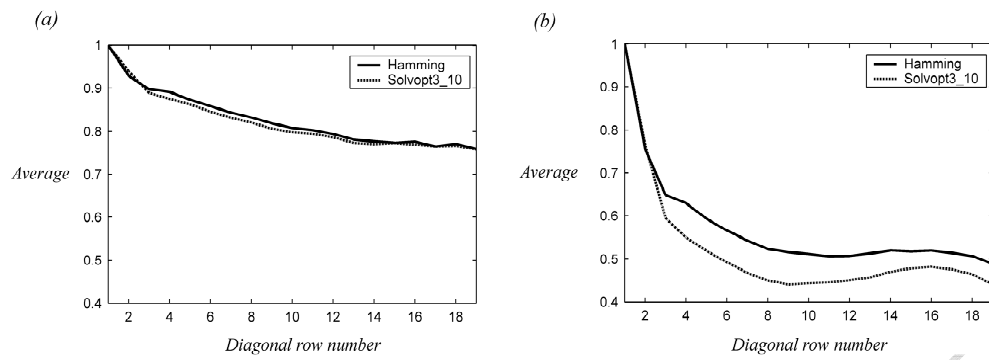 (a)
1
0.9
0.8
0.7
0.6
0.5
0.4
Average
Hamming
Solvopt3_10
2 4 6 8 10 12 14 16 18
Diagonal row number
(b)
1
0.9
0.8
0.7
0.6
0.5
0.4
Average
Hamming
Solvopt3_10
2 4 6 8 10 12 14 16 18
Diagonal row number